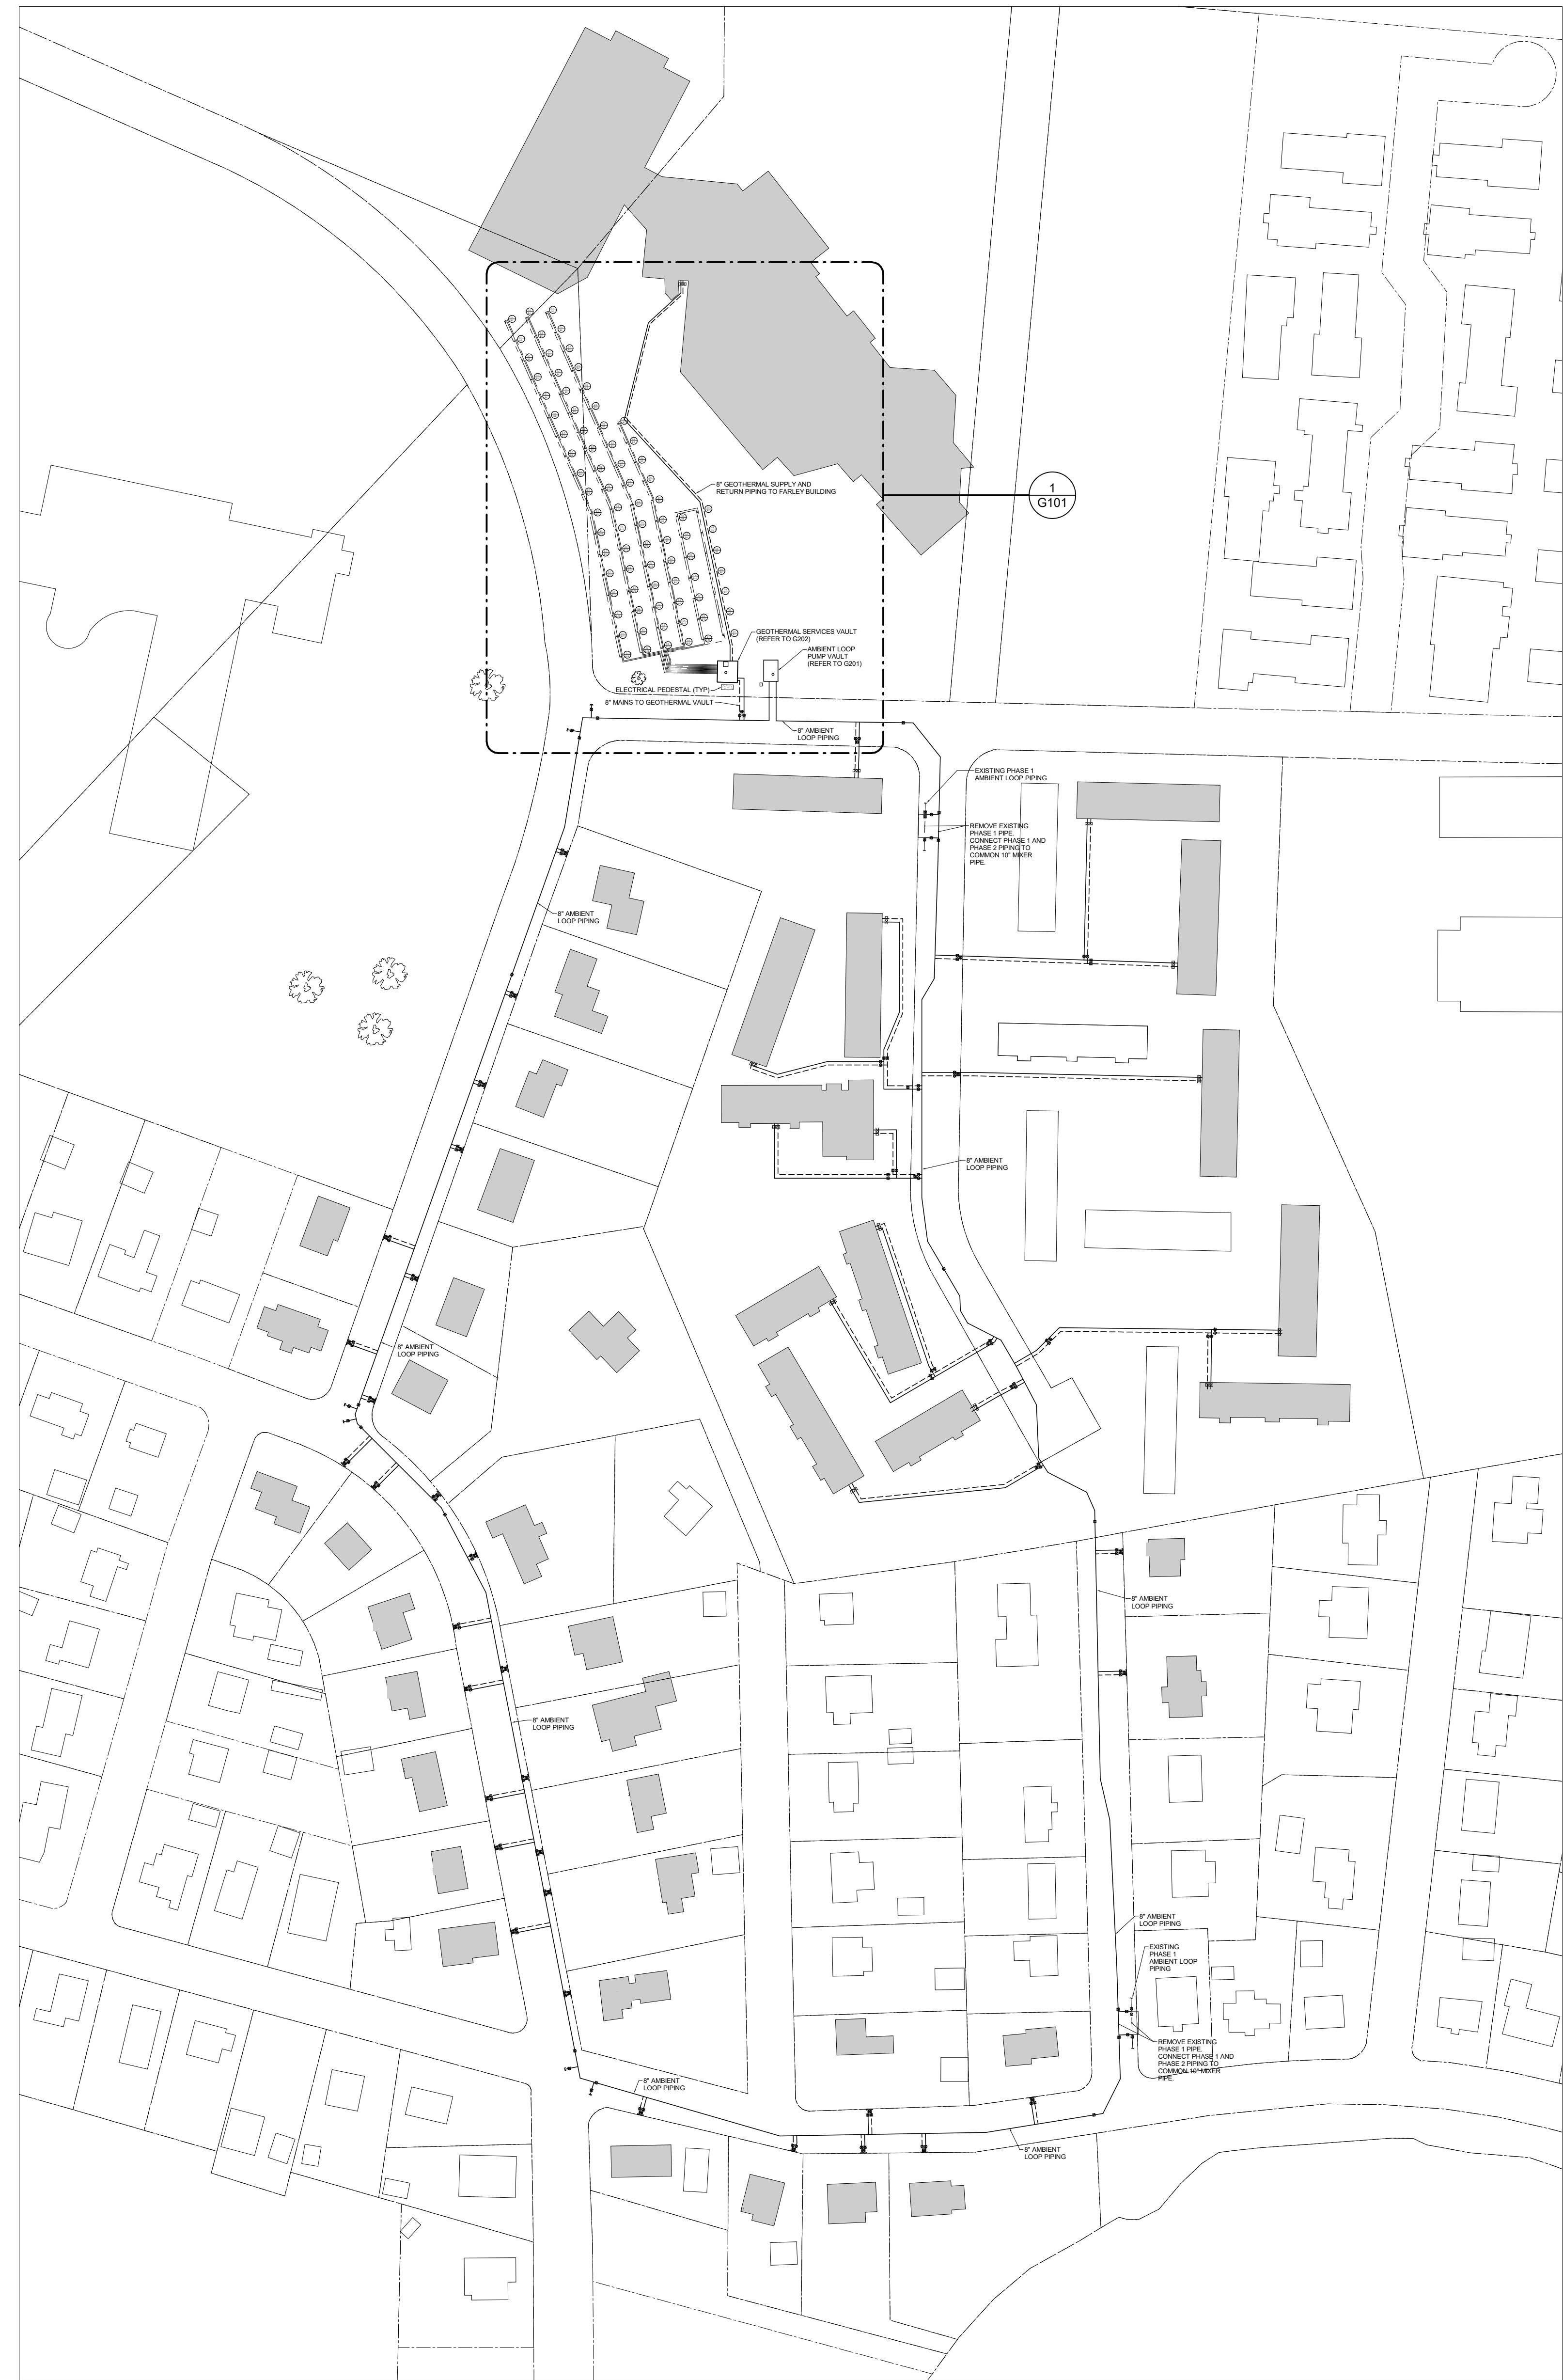 8" GEOTHERMAL SUPPLY AND
RETURN PIPING TO FARLEY BUILDING
1
G101
GEOTHERMAL SERVICES VAULT
(REFER TO G202)
AMBIENT LOOP
PUMP VAULT
(REFER TO G201)
ELECTRICAL PEDESTAL (TYP)
8" MAINS TO GEOTHERMAL VAULT
8" AMBIENT
LOOP PIPING
EXISTING PHASE 1
AMBIENT LOOP PIPING
REMOVE EXISTING
PHASE 1 PIPE.
CONNECT PHASE 1 AND
PHASE 2 PIPING TO
COMMON 10" MIXER
PIPE.
8" AMBIENT
LOOP PIPING
8" AMBIENT
LOOP PIPING
8" AMBIENT
LOOP PIPING
8" AMBIENT
LOOP PIPING
8" AMBIENT
LOOP PIPING
8" AMBIENT
LOOP PIPING
EXISTING
PHASE 1
AMBIENT LOOP
PIPING
REMOVE EXISTING
PHASE 1 PIPE.
CONNECT PHASE 1 AND
PHASE 2 PIPING TO
COMMON 10" MIXER
PIPE.
8" AMBIENT
LOOP PIPING
8" AMBIENT
LOOP PIPING